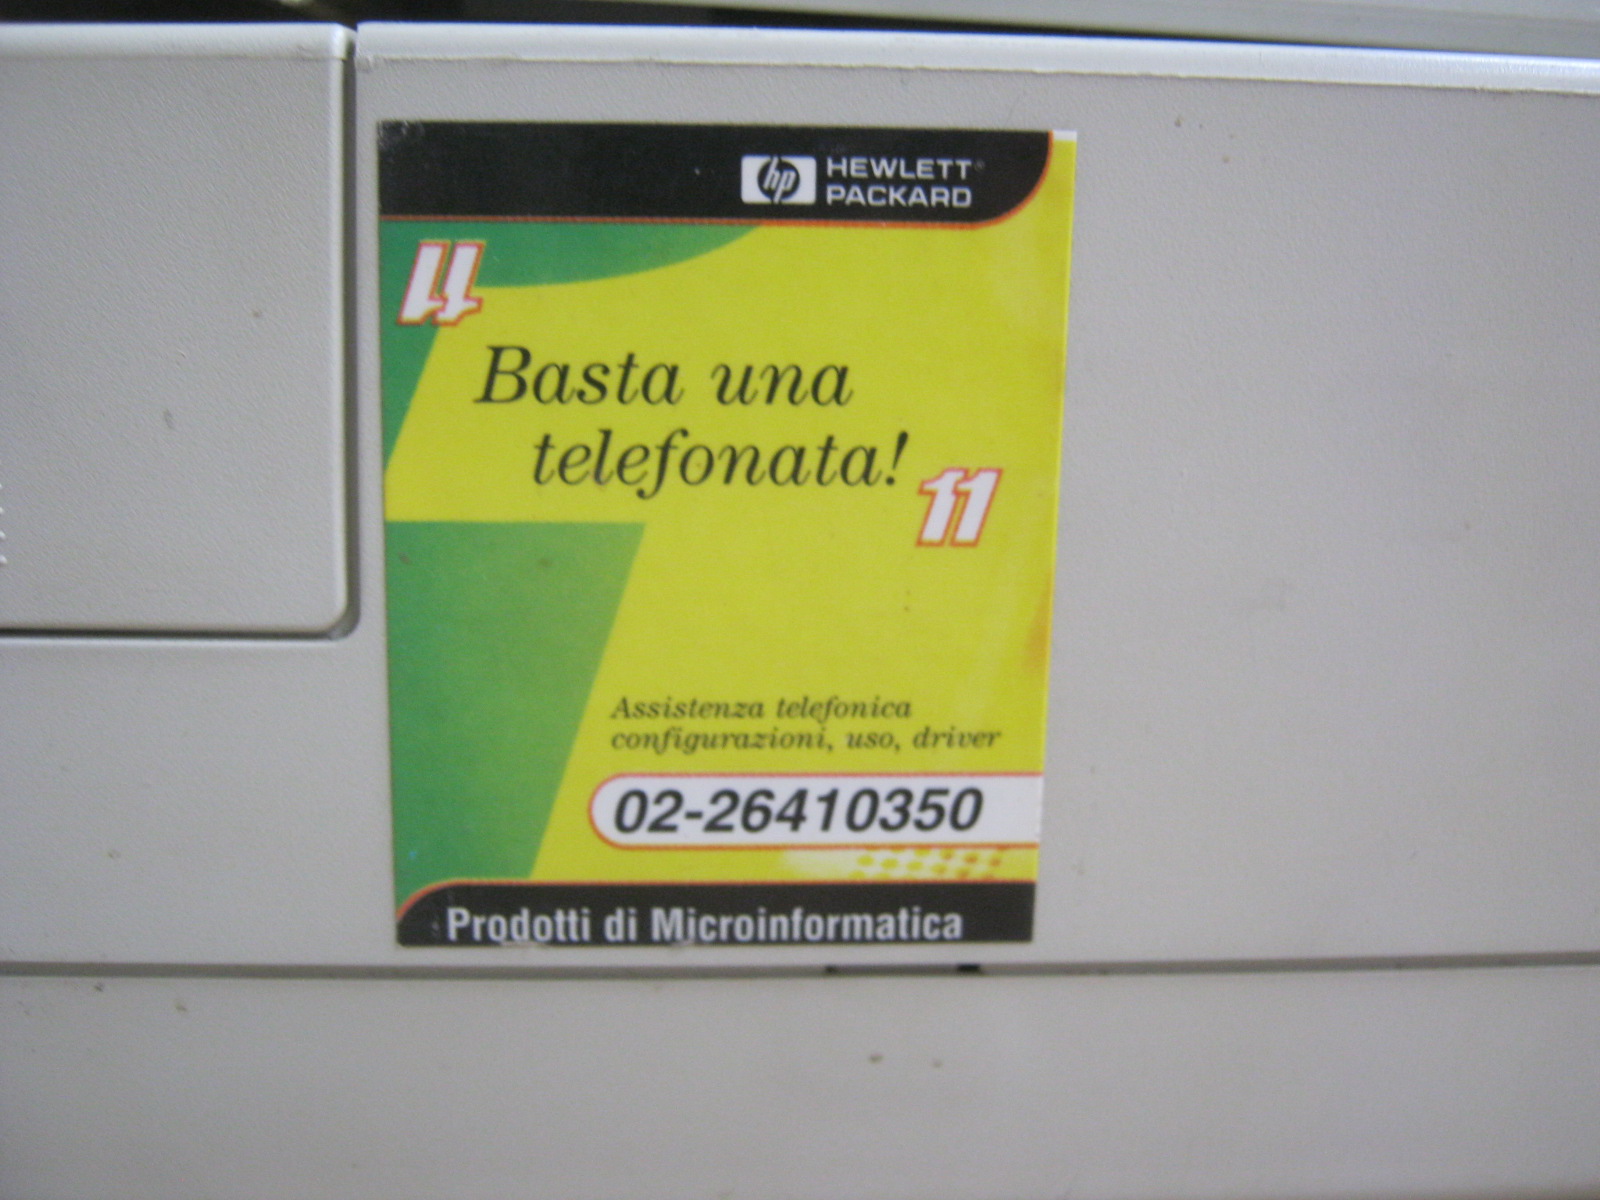 hp HEWLETT
PACKARD
Basta una
telefonata!
Assistenza telefonica
configurazioni, uso, driver
02-26410350
Prodotti di Microinformatica